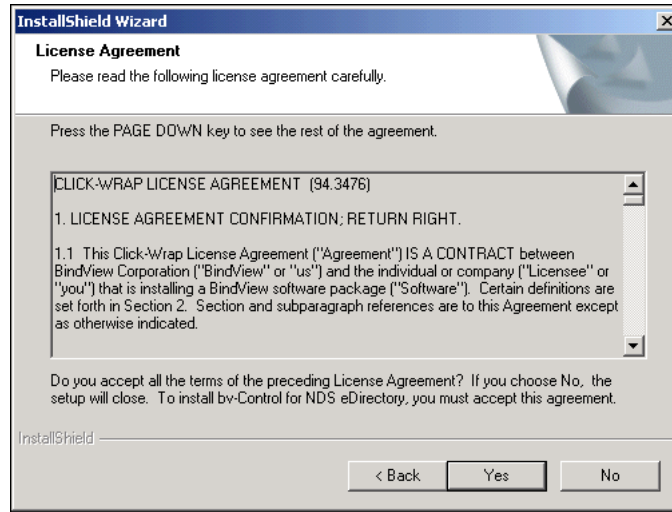 InstallShield Wizard
License Agreement
Please read the following license agreement carefully.
Press the PAGE DOWN key to see the rest of the agreement.
CLICK-WRAP LICENSE AGREEMENT (94.3476)
1. LICENSE AGREEMENT CONFIRMATION; RETURN RIGHT.
1.1 This Click-Wrap License Agreement ("Agreement") IS A CONTRACT between
BindView Corporation ("BindView" or "us") and the individual or company ("Licensee" or
"you") that is installing a BindView software package ("Software"). Certain definitions are
set forth in Section 2. Section and subparagraph references are to this Agreement except
as otherwise indicated.
Do you accept all the terms of the preceding License Agreement? If you choose No, the
setup will close. To install bv-Control for NDS eDirectory, you must accept this agreement.
InstallShield
< Back Yes No